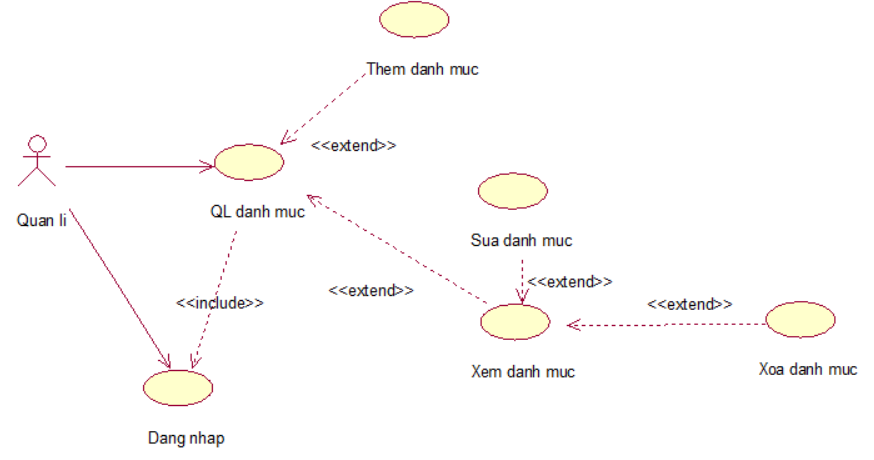 Them danh muc
<<extend>>
Quan li
QL danh muc
Sua danh muc
<<extend>>
<<include>>
<<extend>>
<<extend>>
Xem danh muc
Xoa danh muc
Dang nhap